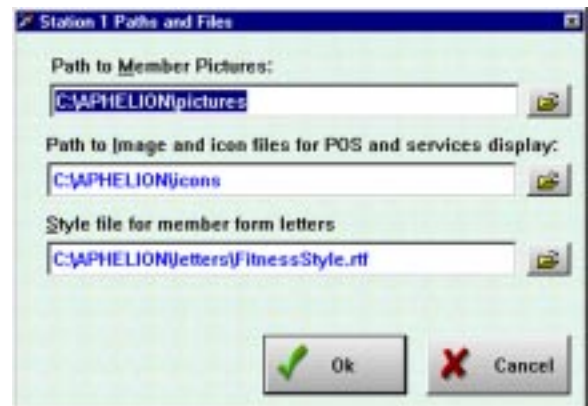 Station 1 Paths and Files
Path to Member Pictures:
C:\APHELION\pictures
Path to Image and icon files for POS and services display:
C:\APHELION\icons
Style file for member form letters
C:\APHELION\letters\FitnessStyle.rtf
Ok
Cancel